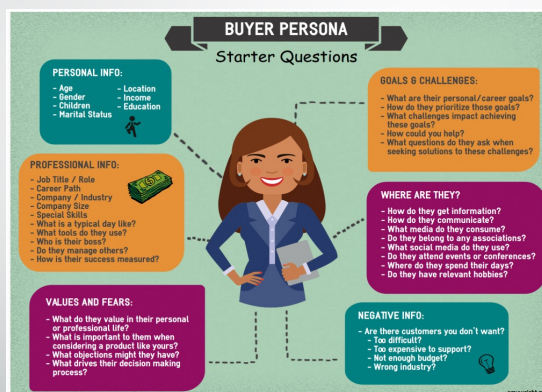 BUYER PERSONA
Starter Questions
PERSONAL INFO:
- Age
- Gender
- Children
- Marital Status
- Location
- Income
- Education
PROFESSIONAL INFO:
- Job Title / Role
- Career Path
- Company / Industry
- Company Size
- Special Skills
- What is a typical day like?
- What tools do they use?
- Who is their boss?
- Do they manage others?
- How is their success measured?
VALUES AND FEARS:
- What do they value in their personal
or professional life?
- What is important to them when
considering a product like yours?
- What objections might they have?
- What drives their decision making
process?
GOALS & CHALLENGES:
- What are their personal/career goals?
- How do they prioritize those goals?
- What challenges impact achieving
these goals?
- How could you help?
- What questions do they ask when
seeking solutions to these challenges?
WHERE ARE THEY?
- How do they get information?
- How do they communicate?
- What media do they consume?
- Do they belong to any associations?
- What social media do they use?
- Do they attend events or conferences?
- Where do they spend their days?
- Do they have relevant hobbies?
NEGATIVE INFO:
- Are there customers you don't want?
- Too difficult?
- Too expensive to support?
- Not enough budget?
- Wrong industry?